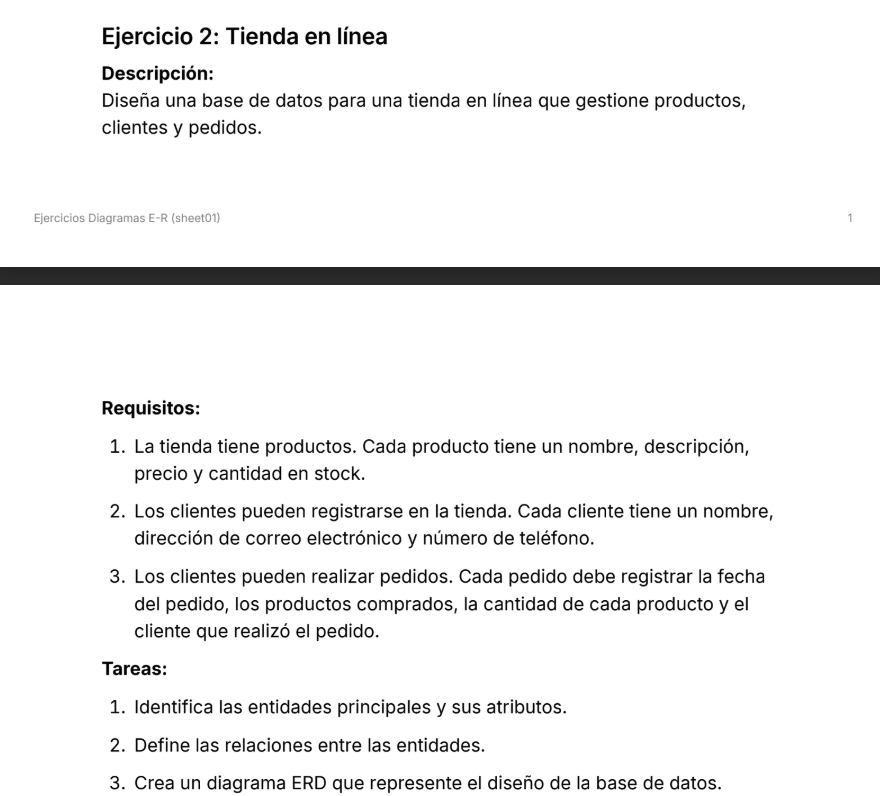 Ejercicio 2: Tienda en línea
Descripción:
Diseña una base de datos para una tienda en línea que gestione productos,
clientes y pedidos.
Ejercicios Diagramas E-R (sheet01)
1
Requisitos:
1. La tienda tiene productos. Cada producto tiene un nombre, descripción,
precio y cantidad en stock.
2. Los clientes pueden registrarse en la tienda. Cada cliente tiene un nombre,
dirección de correo electrónico y número de teléfono.
3. Los clientes pueden realizar pedidos. Cada pedido debe registrar la fecha
del pedido, los productos comprados, la cantidad de cada producto y el
cliente que realizó el pedido.
Tareas:
1. Identifica las entidades principales y sus atributos.
2. Define las relaciones entre las entidades.
3. Crea un diagrama ERD que represente el diseño de la base de datos.